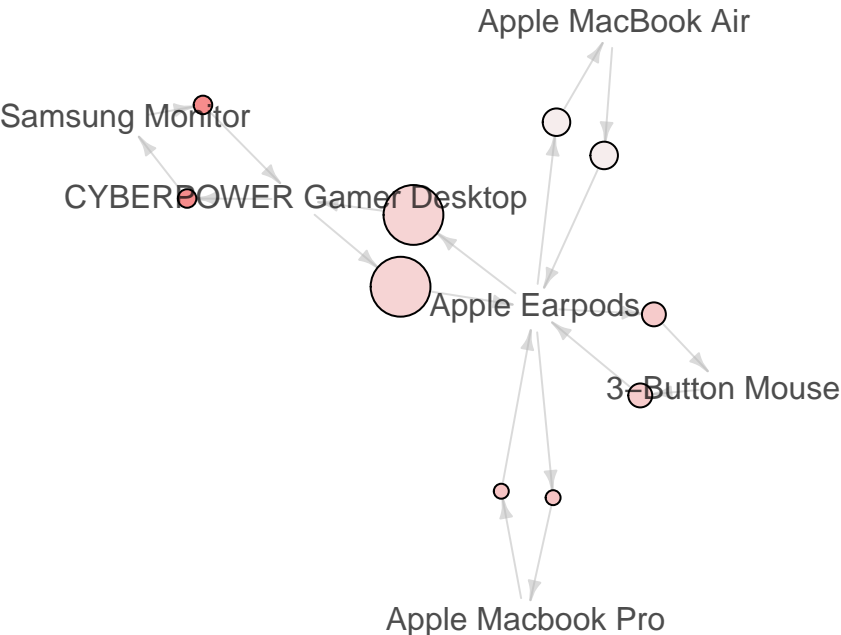 Apple MacBook Air
Samsung Monitor
CYBERPOWER Gamer Desktop
Apple Earpods
3–Button Mouse
Apple Macbook Pro